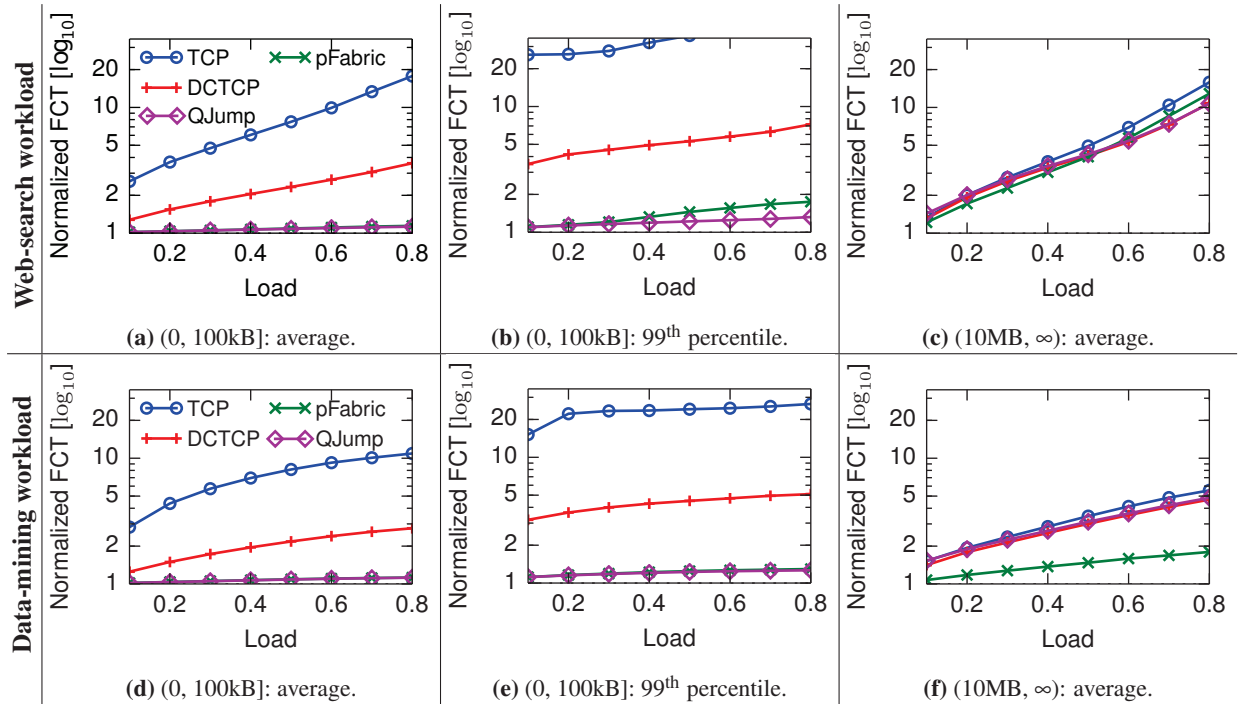 Web-search workload
Normalized FCT [log10]
20
10
5
2
1
TCP
pFabric
DCTCP
QJump
0.2 0.4 0.6 0.8
Load
(a) (0, 100kB]: average.
Normalized FCT [log10]
20
10
5
2
1
0.2 0.4 0.6 0.8
Load
(b) (0, 100kB]: 99th percentile.
Normalized FCT [log10]
20
10
5
2
1
0.2 0.4 0.6 0.8
Load
(c) (10MB, ∞): average.
Data-mining workload
Normalized FCT [log10]
20
10
5
2
1
TCP
pFabric
DCTCP
QJump
0.2 0.4 0.6 0.8
Load
(d) (0, 100kB]: average.
Normalized FCT [log10]
20
10
5
2
1
0.2 0.4 0.6 0.8
Load
(e) (0, 100kB]: 99th percentile.
Normalized FCT [log10]
20
10
5
2
1
0.2 0.4 0.6 0.8
Load
(f) (10MB, ∞): average.